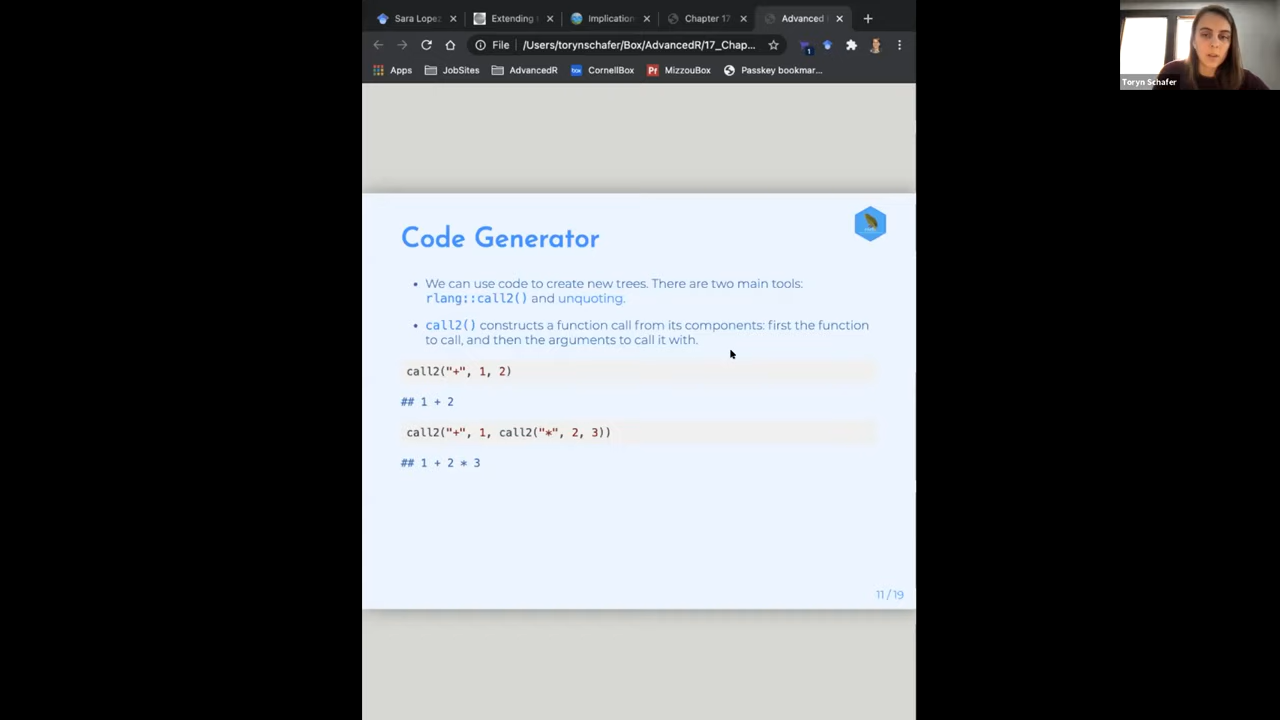 Sara Lopez
Extending
Implication
Chapter 17
Advanced
File
/Users/torynschafer/Box/AdvancedR/17_Chap...
1
Apps
JobSites
AdvancedR
box
CornellBox
Pr
MizzouBox
Passkey bookmar...
Toryn Schafer
Code Generator
• We can use code to create new trees. There are two main tools:
rlang::call2() and unquoting.
• call2() constructs a function call from its components: first the function
to call, and then the arguments to call it with.
call2("+", 1, 2)
## 1 + 2
call2("+", 1, call2("*", 2, 3))
## 1 + 2 * 3
11 / 19